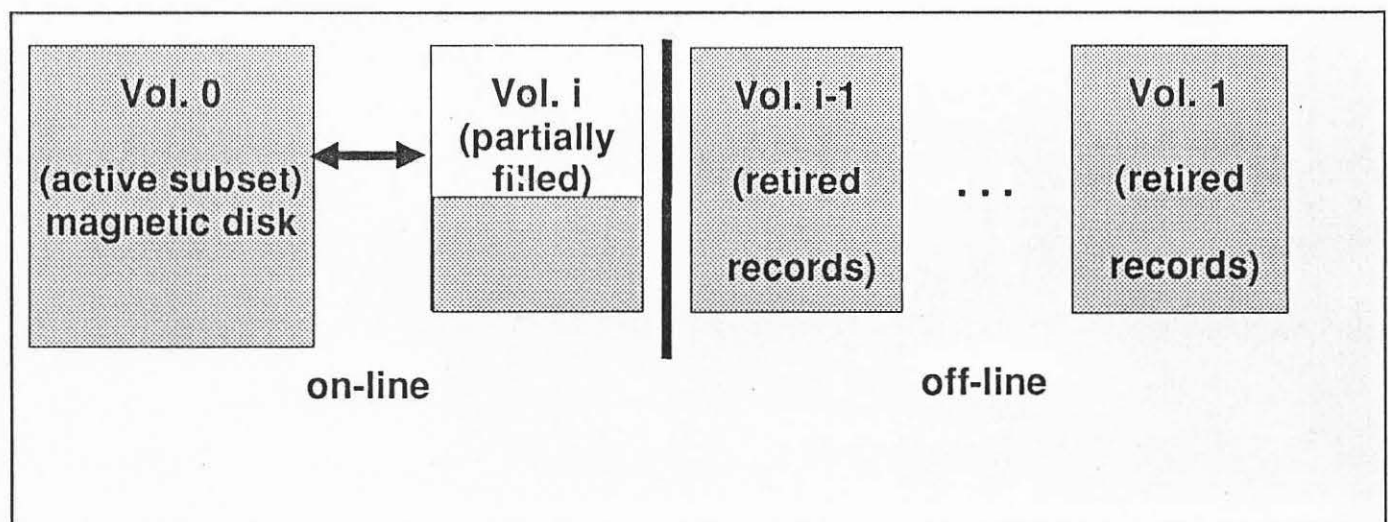 Vol. 0
(active subset)
magnetic disk
Vol. i
(partially
filled)
Vol. i-1
(retired
records)
. . .
Vol. 1
(retired
records)
on-line
off-line